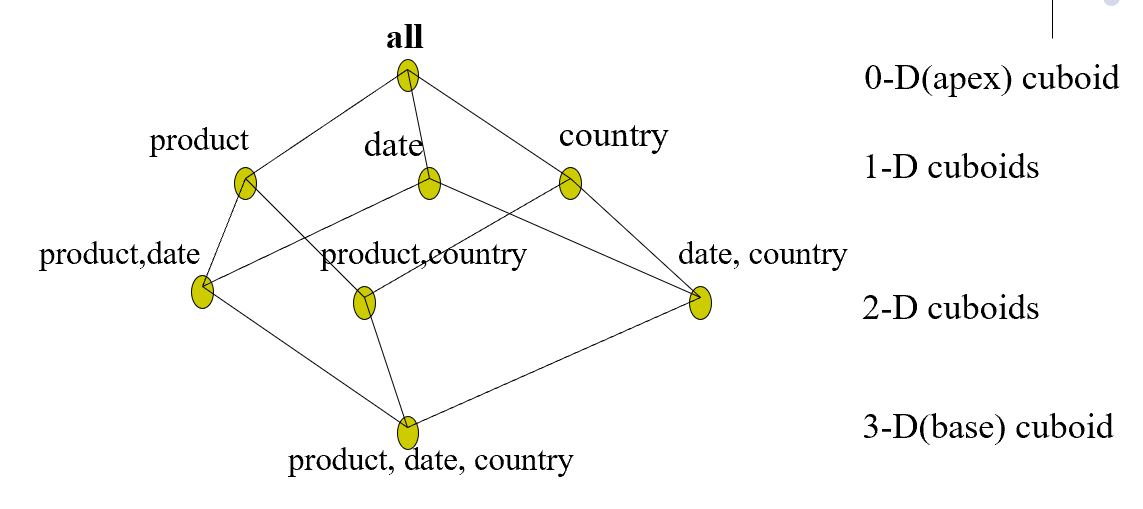 all
0-D(apex) cuboid
product
date
country
1-D cuboids
product,date
product,country
date, country
2-D cuboids
3-D(base) cuboid
product, date, country